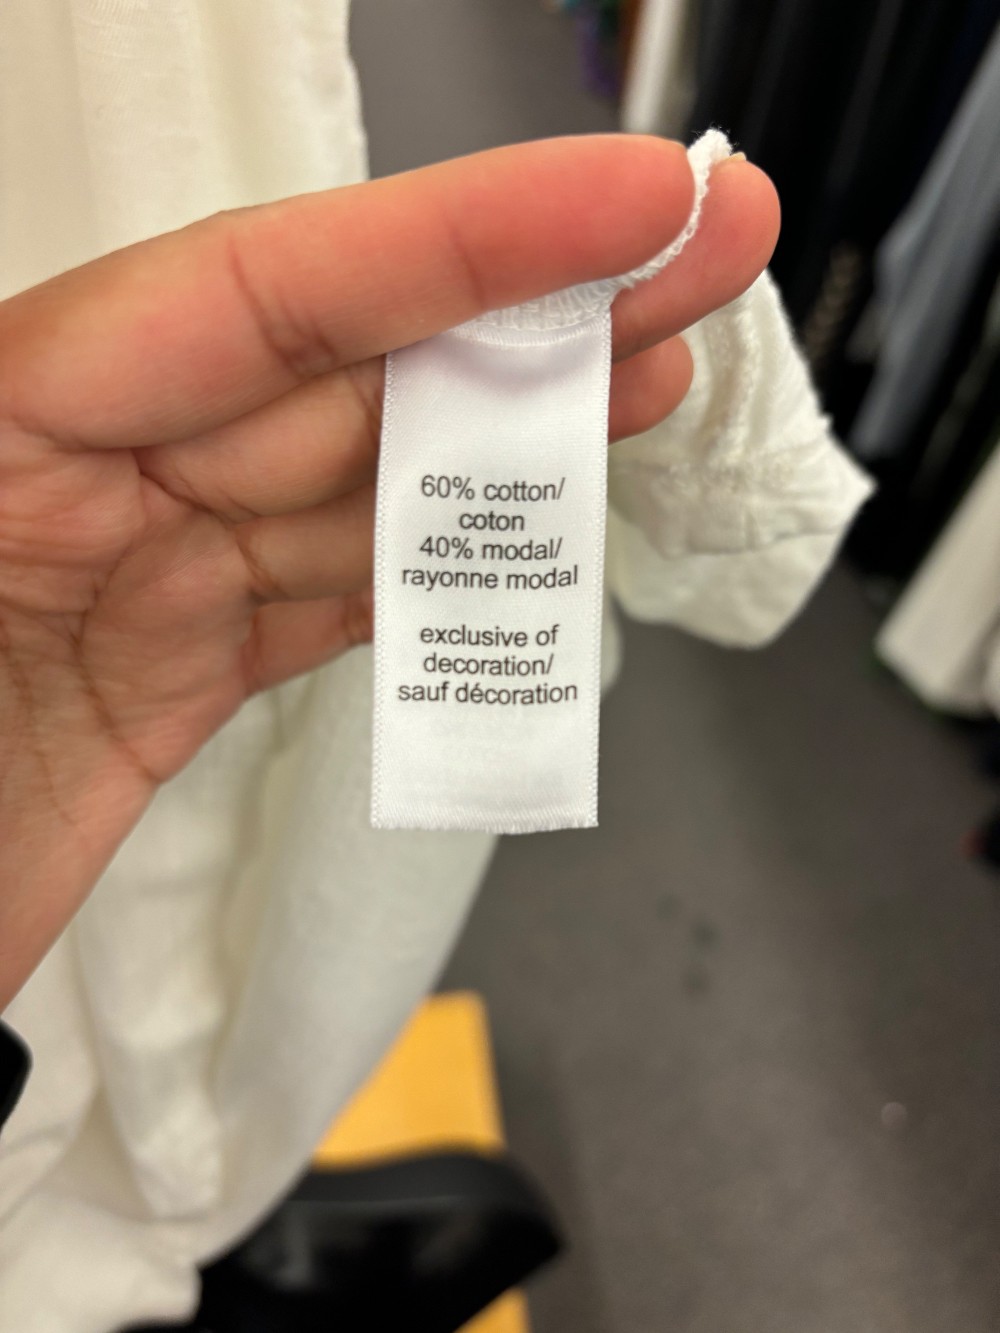 60% cotton/
coton
40% modal/
rayonne modal
exclusive of
decoration/
sauf décoration